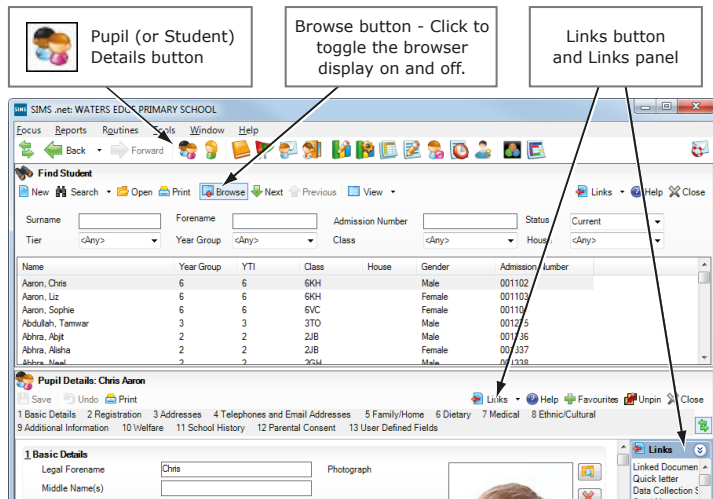 Pupil (or Student)
Details button
Browse button - Click to
toggle the browser
display on and off.
Links button
and Links panel
SIMS .net: WATERS EDGE PRIMARY SCHOOL
Focus Reports Routines Tools Window Help
Back Forward
Find Student
New Search Open Print Browse Next Previous View Links Help Close
Surname Forename Admission Number Status Current
Tier <Any> Year Group <Any> Class <Any> House <Any>
Name Year Group YTI Class House Gender Admission Number
Aaron, Chris 6 6 6KH Male 001102
Aaron, Liz 6 6 6KH Female 001103
Aaron, Sophie 6 6 6VC Female
Abdullah, Tamwar 3 3 3TO Male
Abhra, Abjit 2 2 2JB Male
Abhra, Alisha 2 2 2JB Female
Abhra, Neel 2 2 2GH Male 001338
Pupil Details: Chris Aaron
Save Undo Print Links Help Favourites Unpin Close
1 Basic Details 2 Registration 3 Addresses 4 Telephones and Email Addresses 5 Family/Home 6 Dietary 7 Medical 8 Ethnic/Cultural
9 Additional Information 10 Welfare 11 School History 12 Parental Consent 13 User Defined Fields
Links
1 Basic Details
Legal Forename Chris Photograph
Middle Name(s)
Linked Documen
Quick letter
Data Collection S